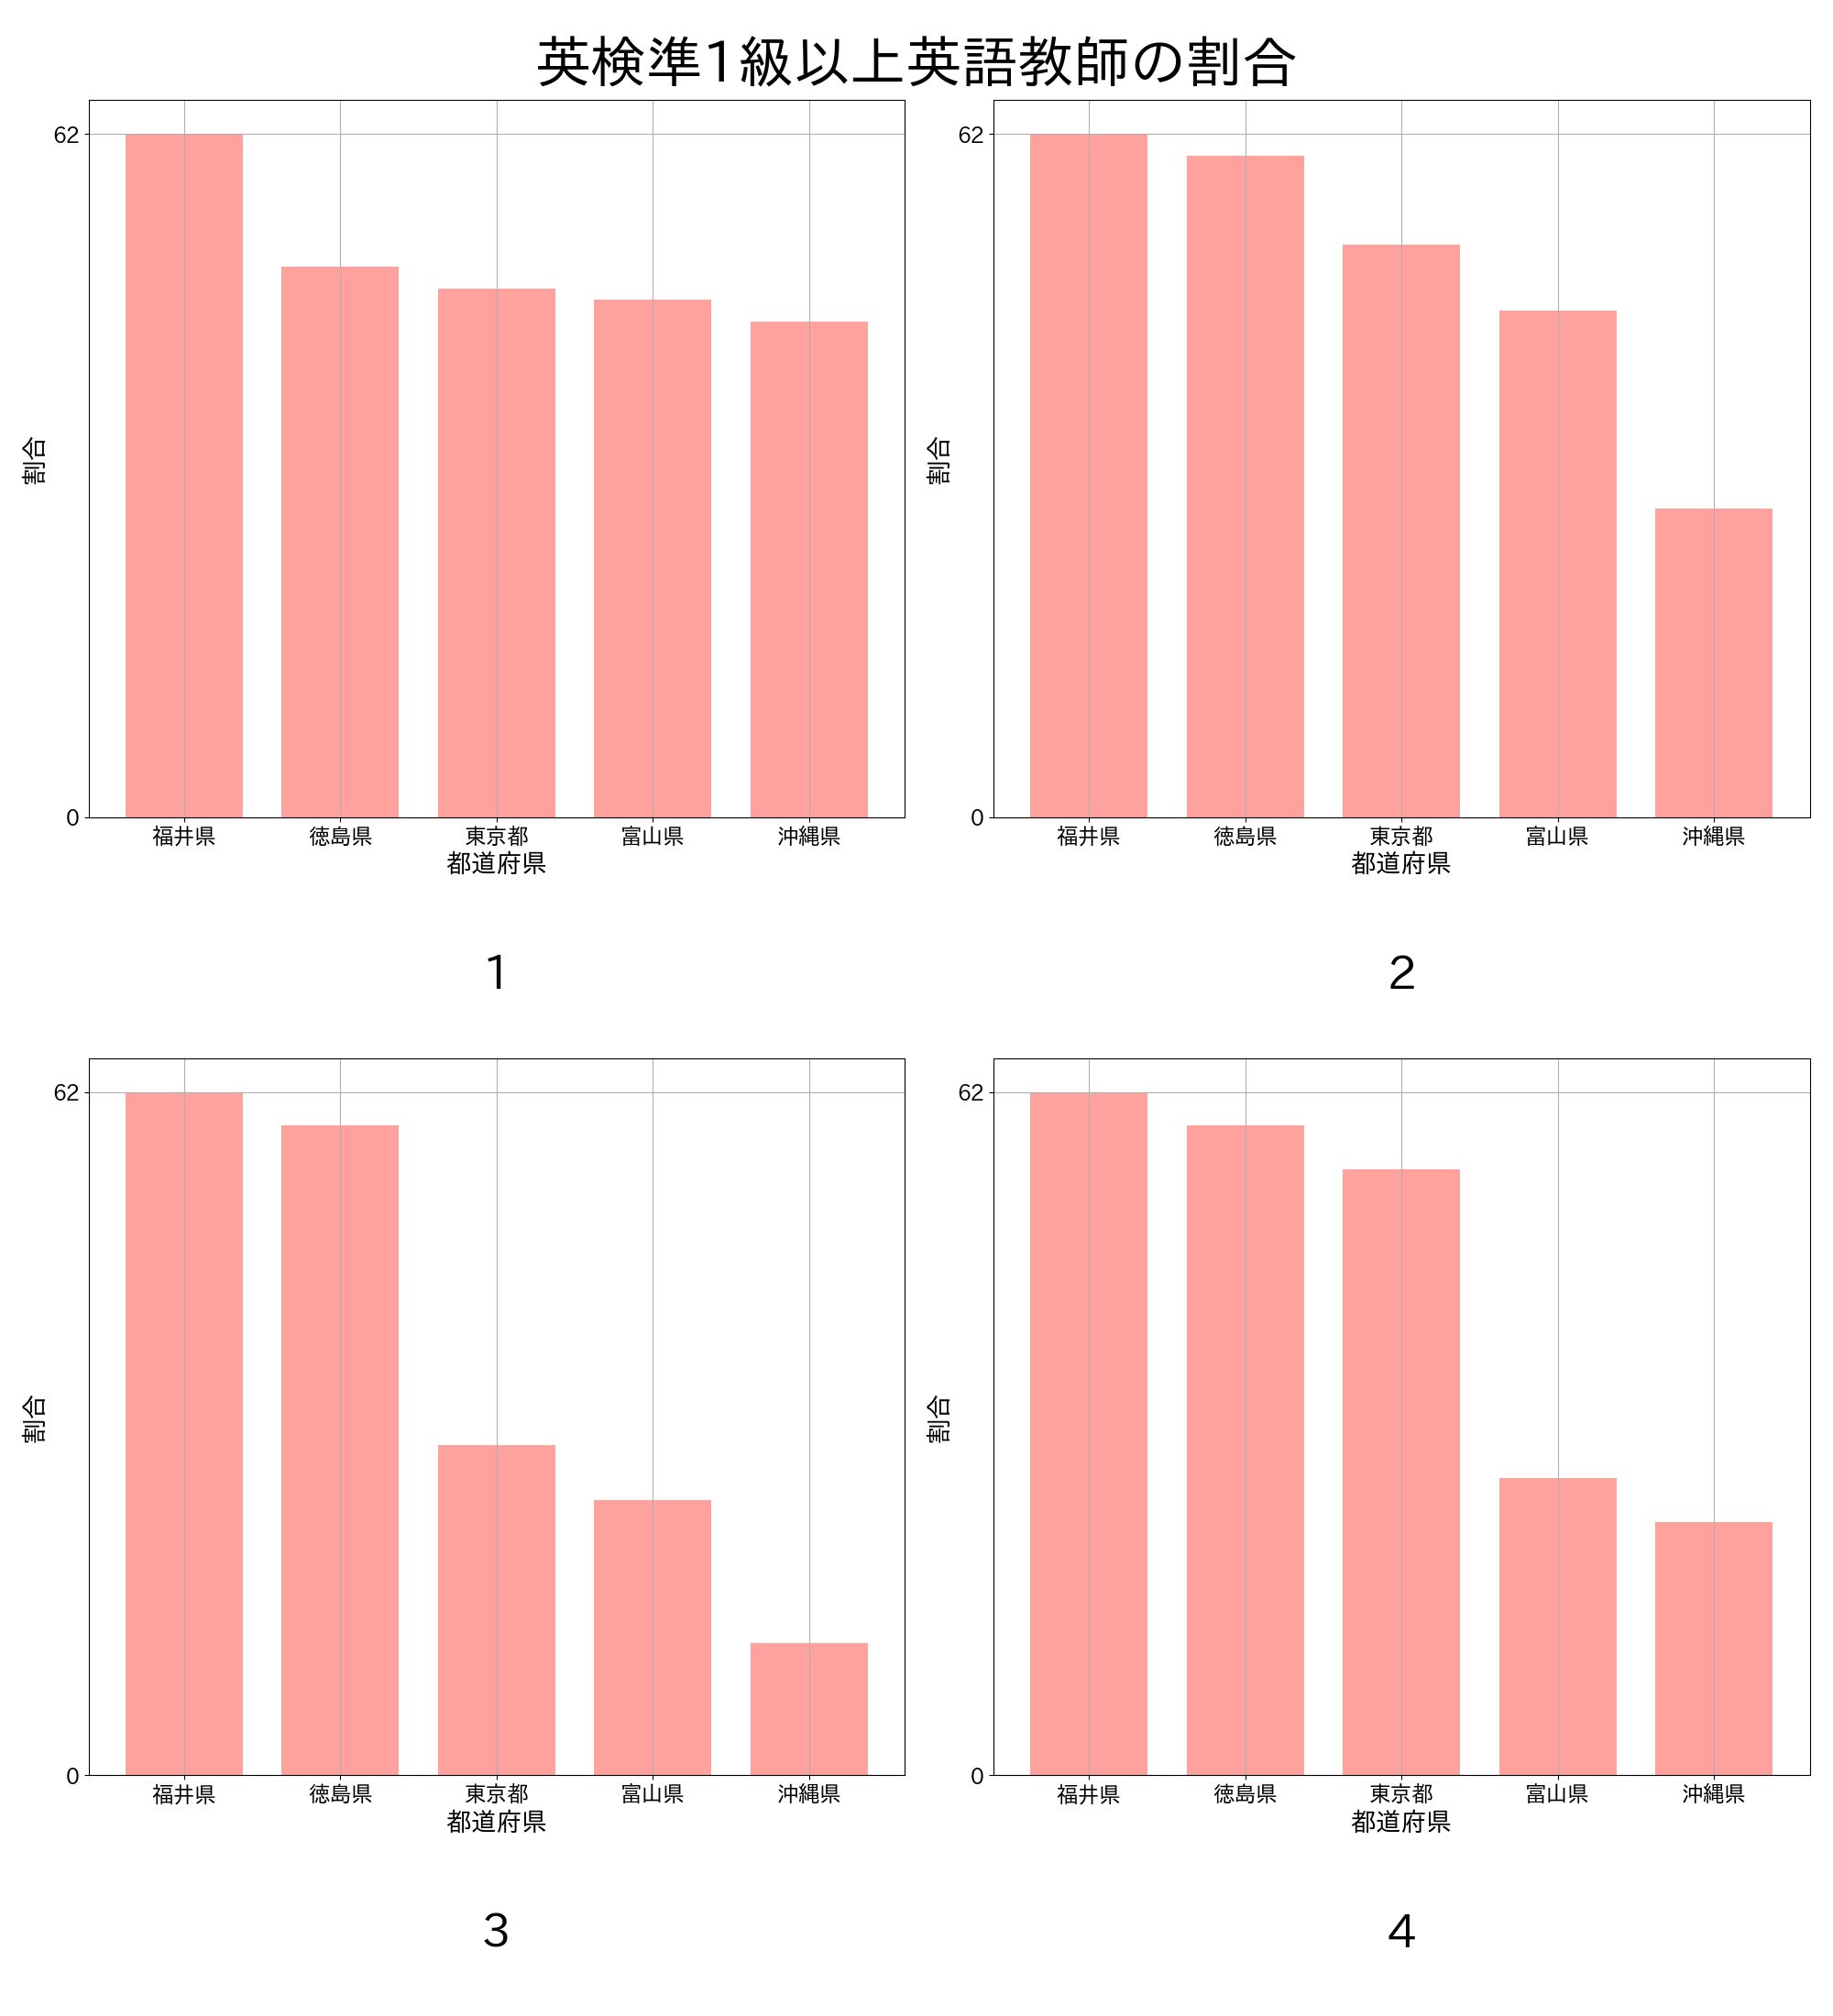 英検準1級以上英語教師の割合
62
0
割合
福井県 徳島県 東京都 富山県 沖縄県
都道府県
1
62
0
割合
福井県 徳島県 東京都 富山県 沖縄県
都道府県
2
62
0
割合
福井県 徳島県 東京都 富山県 沖縄県
都道府県
3
62
0
割合
福井県 徳島県 東京都 富山県 沖縄県
都道府県
4